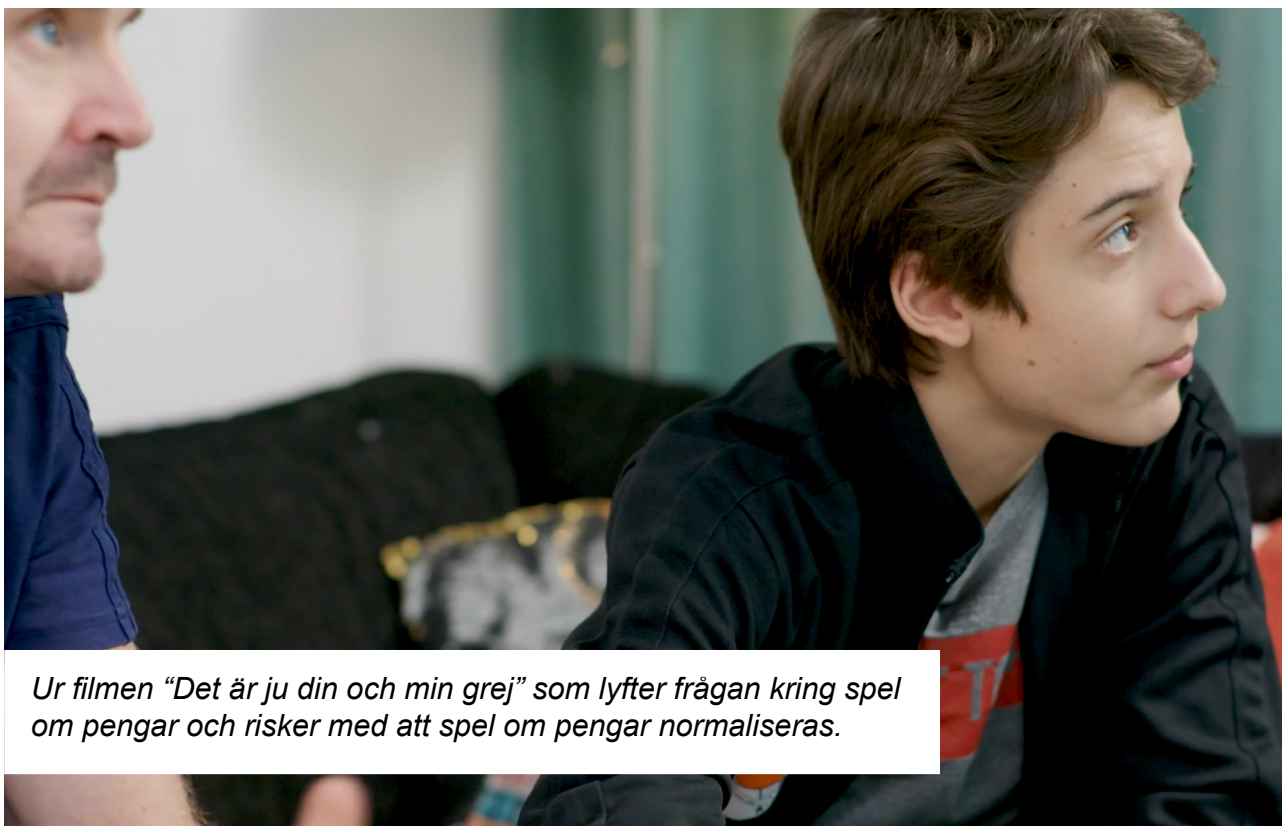 Ur filmen “Det är ju din och min grej” som lyfter frågan kring spel
om pengar och risker med att spel om pengar normaliseras.